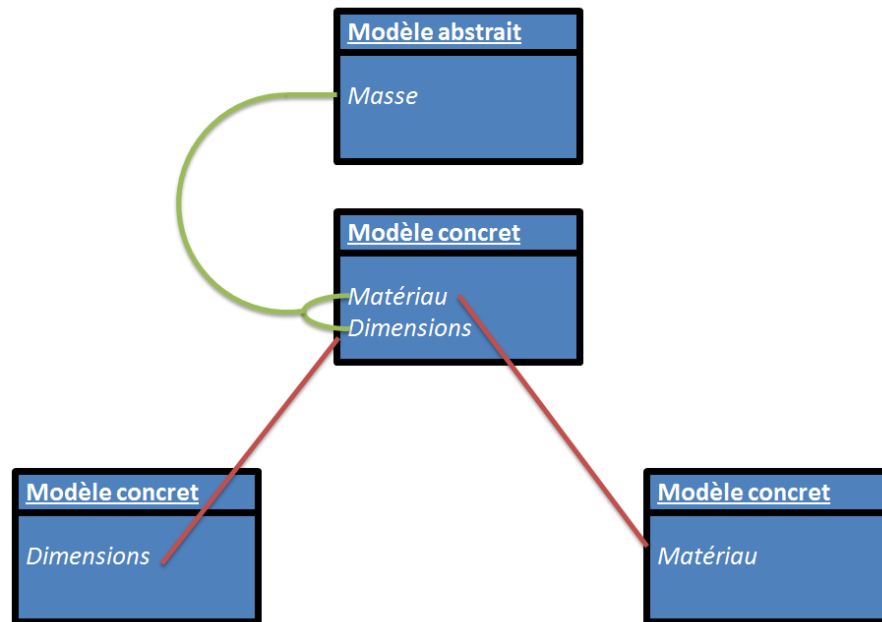 Modèle abstrait
Masse
Modèle concret
Matériau
Dimensions
Modèle concret
Dimensions
Modèle concret
Matériau